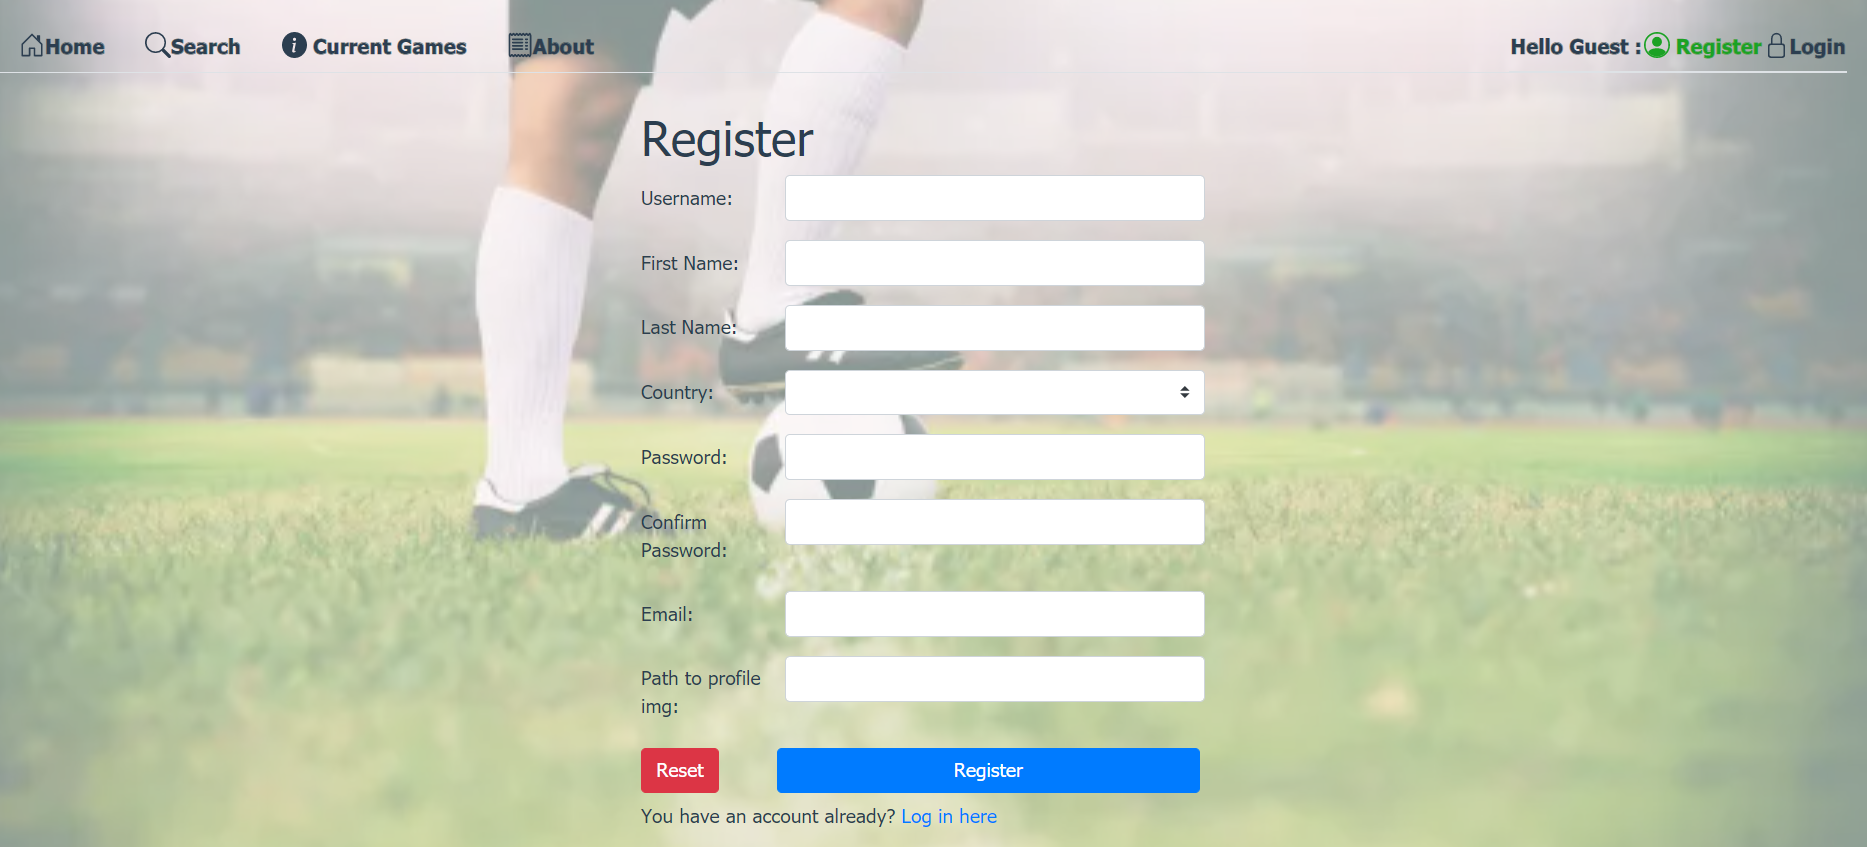 Home Search Current Games About Hello Guest : Register Login
Register
Username:
First Name:
Last Name:
Country:
Password:
Confirm
Password:
Email:
Path to profile
img:
Reset Register
You have an account already? Log in here